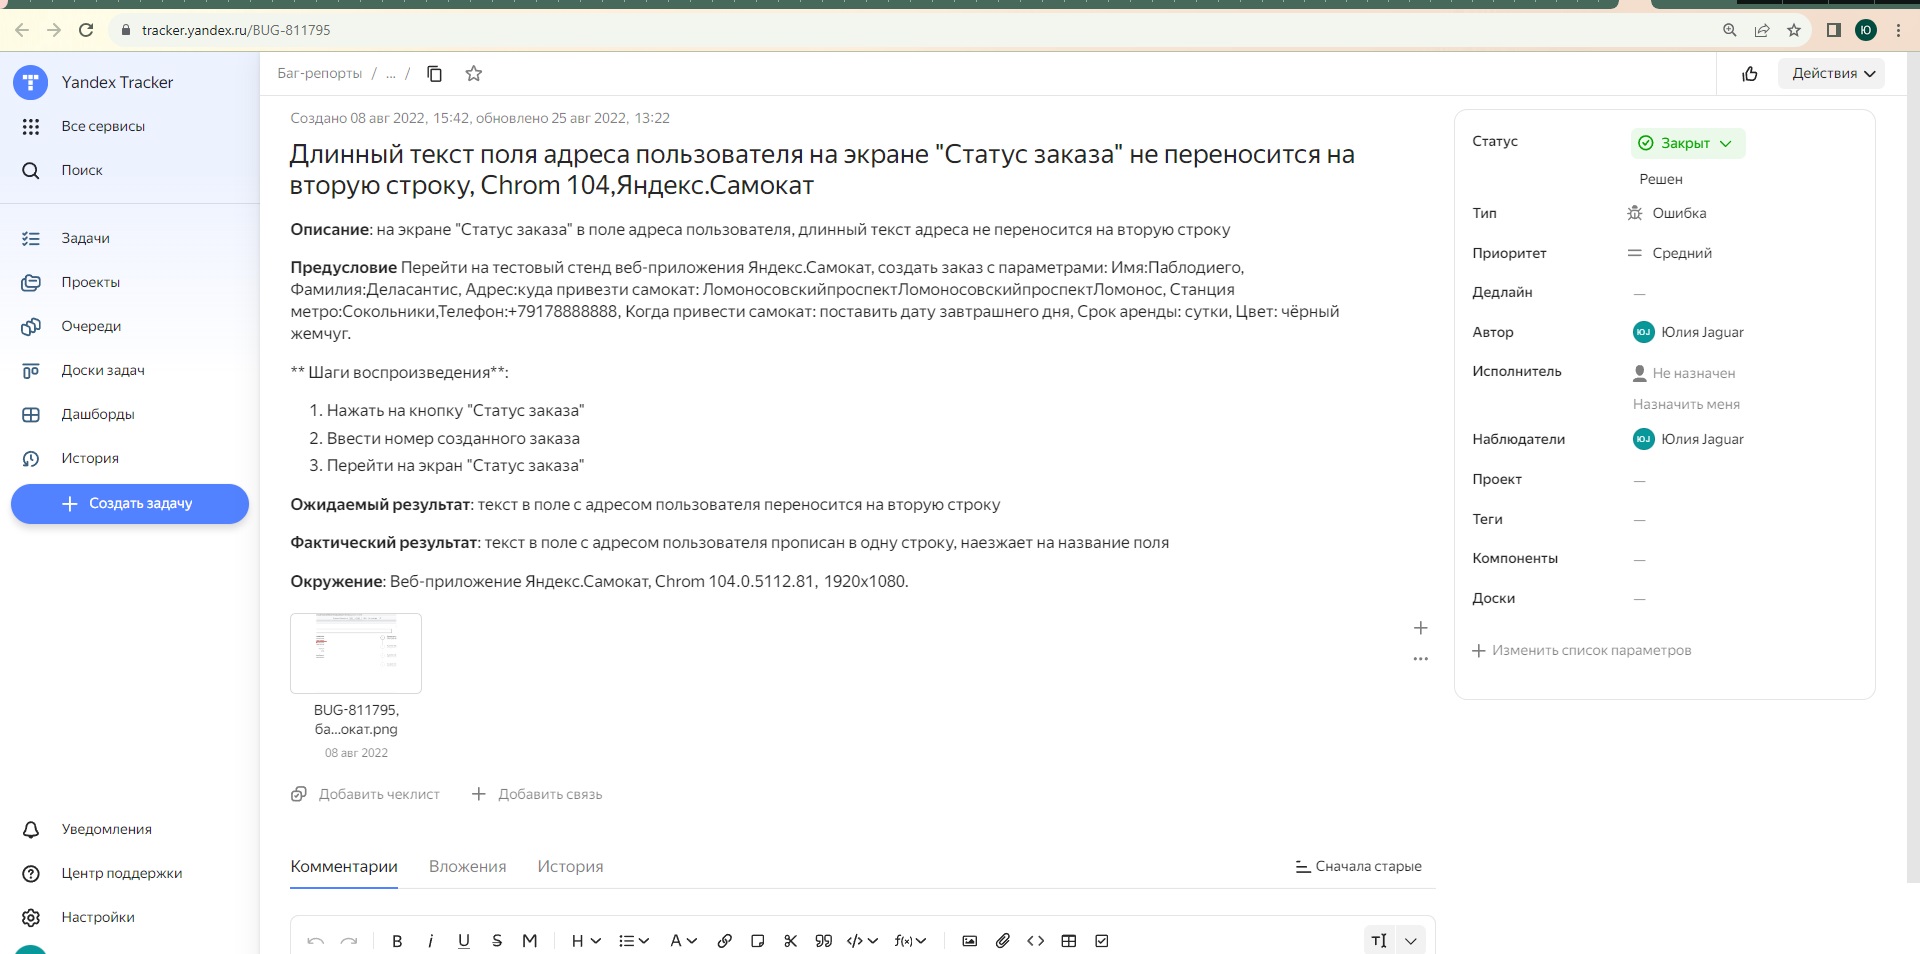 tracker.yandex.ru/BUG-811795
Ю
Yandex Tracker
Все сервисы
Поиск
Задачи
Проекты
Очереди
Доски задач
Дашборды
История
Создать задачу
Уведомления
Центр поддержки
Настройки
Баг-репорты / ... /
Действия
Создано 08 авг 2022, 15:42, обновлено 25 авг 2022, 13:22
Длинный текст поля адреса пользователя на экране "Статус заказа" не переносится на
вторую строку, Chrom 104,Яндекс.Самокат
Описание: на экране "Статус заказа" в поле адреса пользователя, длинный текст адреса не переносится на вторую строку
Предусловие Перейти на тестовый стенд веб-приложения Яндекс.Самокат, создать заказ с параметрами: Имя:Паблодиего,
Фамилия:Деласантис, Адрес:куда привезти самокат: ЛомоносовскийпроспектЛомоносовскийпроспектЛомонос, Станция
метро:Сокольники,Телефон:+79178888888, Когда привести самокат: поставить дату завтрашнего дня, Срок аренды: сутки, Цвет: чёрный
жемчуг.
** Шаги воспроизведения**:
1. Нажать на кнопку "Статус заказа"
2. Ввести номер созданного заказа
3. Перейти на экран "Статус заказа"
Ожидаемый результат: текст в поле с адресом пользователя переносится на вторую строку
Фактический результат: текст в поле с адресом пользователя прописан в одну строку, наезжает на название поля
Окружение: Веб-приложение Яндекс.Самокат, Chrom 104.0.5112.81, 1920x1080.
BUG-811795,
ба...окат.png
08 авг 2022
Добавить чеклист
Добавить связь
Комментарии Вложения История
Сначала старые
B i U S M H A f(x) T
Статус Закрыт
Решен
Тип Ошибка
Приоритет Средний
Дедлайн —
Автор ЮJ Юлия Jaguar
Исполнитель Не назначен
Назначить меня
Наблюдатели ЮJ Юлия Jaguar
Проект —
Теги —
Компоненты —
Доски —
Изменить список параметров